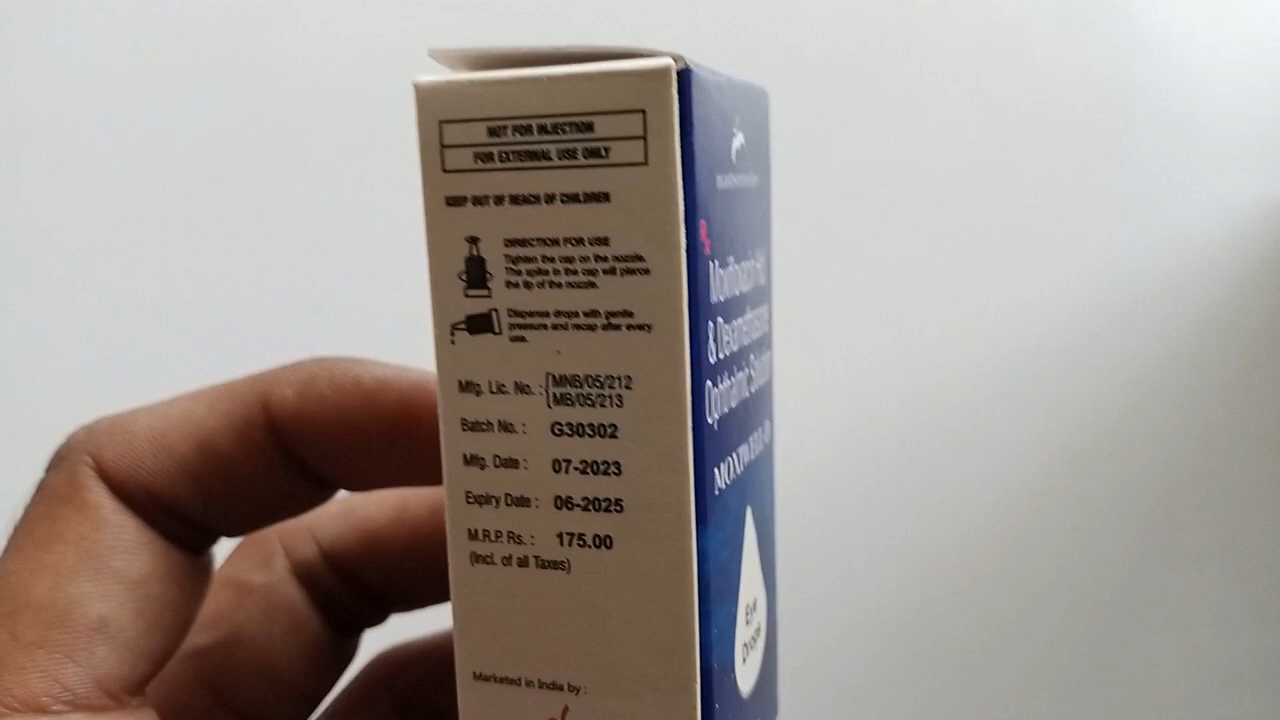 NOT FOR INJECTION
FOR EXTERNAL USE ONLY
KEEP OUT OF REACH OF CHILDREN
DIRECTION FOR USE
Tighten the cap on the nozzle.
The spike in the cap will pierce
the tip of the nozzle.
Dispense drops with gentle
pressure and recap after every
use.
Mfg. Lic. No. : MNB/05/212
MB/05/213
Batch No. : G30302
Mfg. Date : 07-2023
Expiry Date : 06-2025
M.R.P. Rs. : 175.00
(Incl. of all Taxes)
Marketed in India by :
Moxifloxacin
& Dexamethasone
Ophthalmic Solution
Eye
Drops